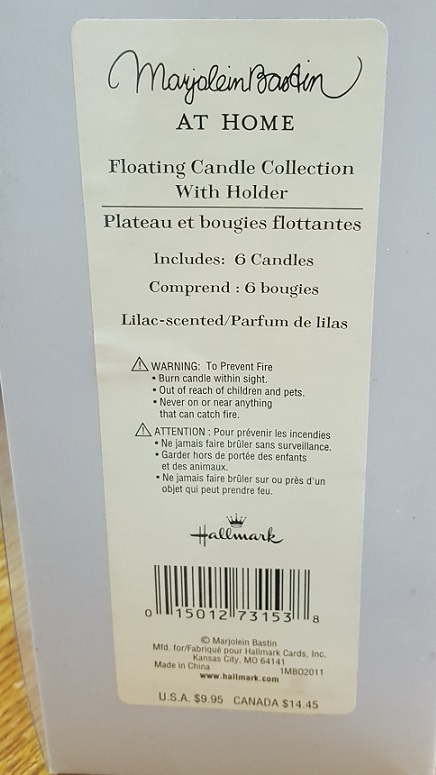 Marjolein Bastin
AT HOME
Floating Candle Collection
With Holder
Plateau et bougies flottantes
Includes: 6 Candles
Comprend : 6 bougies
Lilac-scented/Parfum de lilas
WARNING: To Prevent Fire
• Burn candle within sight.
• Out of reach of children and pets.
• Never on or near anything
that can catch fire.
ATTENTION : Pour prévenir les incendies
• Ne jamais faire brûler sans surveillance.
• Garder hors de portée des enfants
et des animaux.
• Ne jamais faire brûler sur ou près d'un
objet qui peut prendre feu.
Hallmark
0 15012 73153 8
© Marjolein Bastin
Mfd. for/Fabriqué pour Hallmark Cards, Inc.
Kansas City, MO 64141
Made in China 1MBO2011
www.hallmark.com
U.S.A. $9.95 CANADA $14.45